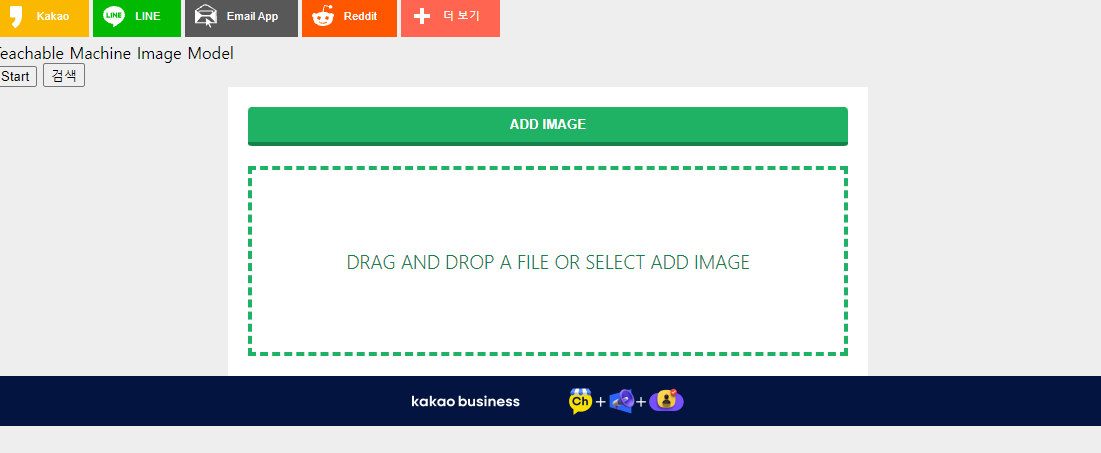 Kakao LINE Email App Reddit 더 보기
Teachable Machine Image Model
Start 검색
ADD IMAGE
DRAG AND DROP A FILE OR SELECT ADD IMAGE
kakao business Ch + +